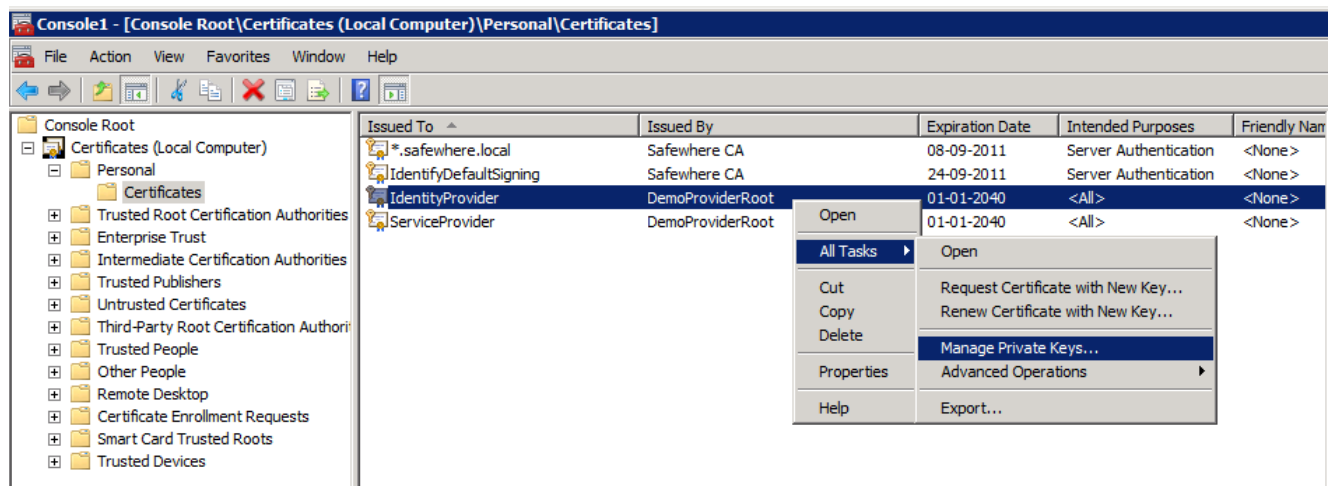 Console1 - [Console Root\Certificates (Local Computer)\Personal\Certificates]
File Action View Favorites Window Help
Console Root
Certificates (Local Computer)
Personal
Certificates
Trusted Root Certification Authorities
Enterprise Trust
Intermediate Certification Authorities
Trusted Publishers
Untrusted Certificates
Third-Party Root Certification Authori
Trusted People
Other People
Remote Desktop
Certificate Enrollment Requests
Smart Card Trusted Roots
Trusted Devices
Issued To Issued By Expiration Date Intended Purposes Friendly Nam
*.safewhere.local Safewhere CA 08-09-2011 Server Authentication <None>
IdentifyDefaultSigning Safewhere CA 24-09-2011 Server Authentication <None>
IdentityProvider DemoProviderRoot 01-01-2040 <All> <None>
ServiceProvider DemoProviderRoot 01-01-2040 <All> <None>
Open
All Tasks
Cut
Copy
Delete
Properties
Help
Open
Request Certificate with New Key...
Renew Certificate with New Key...
Manage Private Keys...
Advanced Operations
Export...